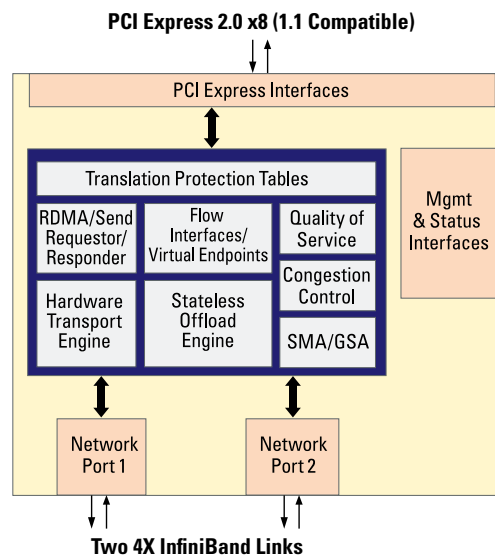 PCI Express 2.0 x8 (1.1 Compatible)
PCI Express Interfaces
Translation Protection Tables
RDMA/Send
Requestor/
Responder
Flow
Interfaces/
Virtual Endpoints
Quality of
Service
Congestion
Control
Hardware
Transport
Engine
Stateless
Offload
Engine
SMA/GSA
Mgmt
& Status
Interfaces
Network
Port 1
Network
Port 2
Two 4X InfiniBand Links